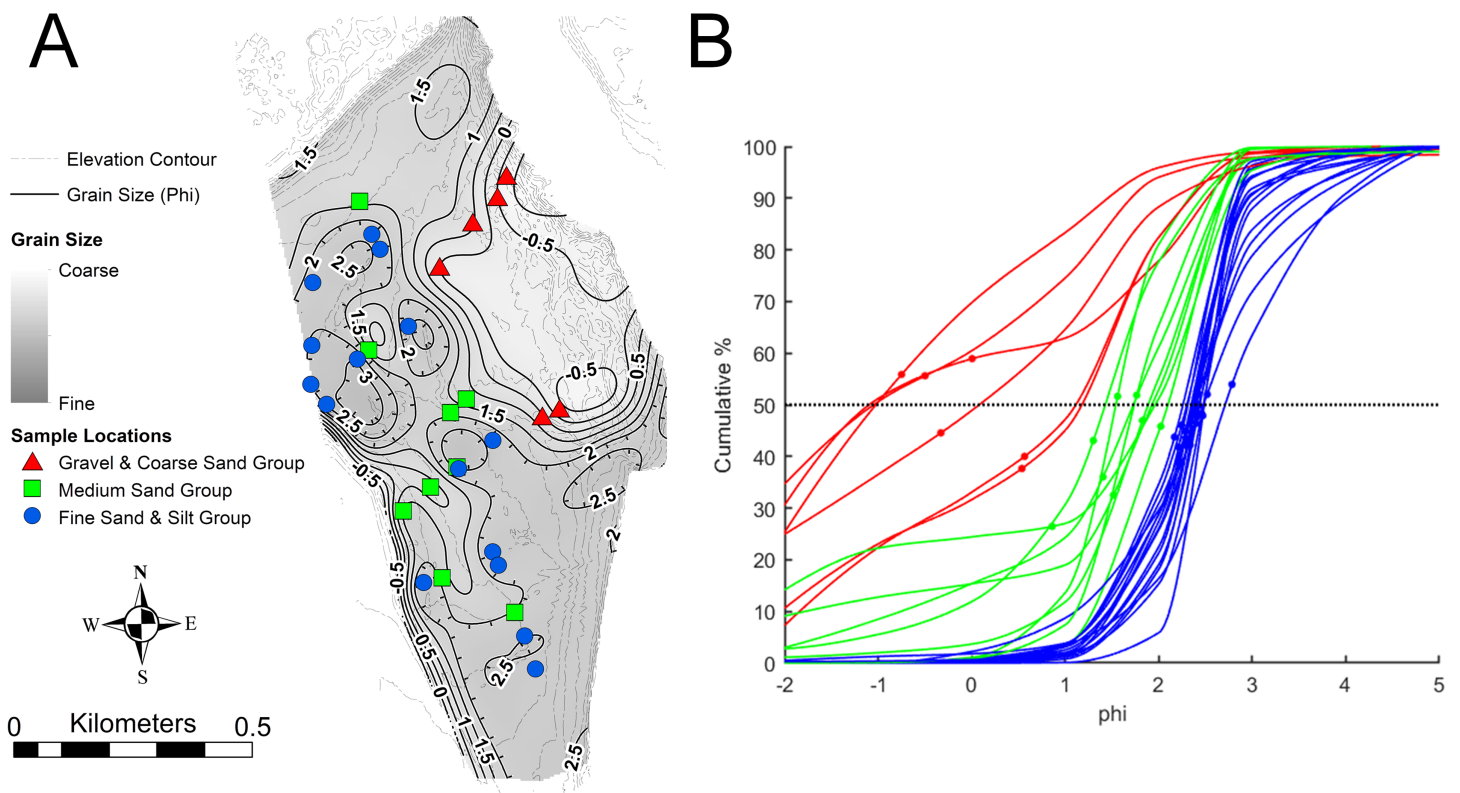 A
Elevation Contour
Grain Size (Phi)
Grain Size
Coarse
Fine
Sample Locations
Gravel & Coarse Sand Group
Medium Sand Group
Fine Sand & Silt Group
N
W
E
S
0 Kilometers 0.5
1.5
1.5
1
0
-0.5
2
2.5
1.5
2
3
2.5
-0.5
0.5
1.5
2
2.5
2
-0.5
-0.5
0.5
0
1
1.5
2.5
2.5
B
Cumulative %
100
90
80
70
60
50
40
30
20
10
0
-2 -1 0 1 2 3 4 5
phi